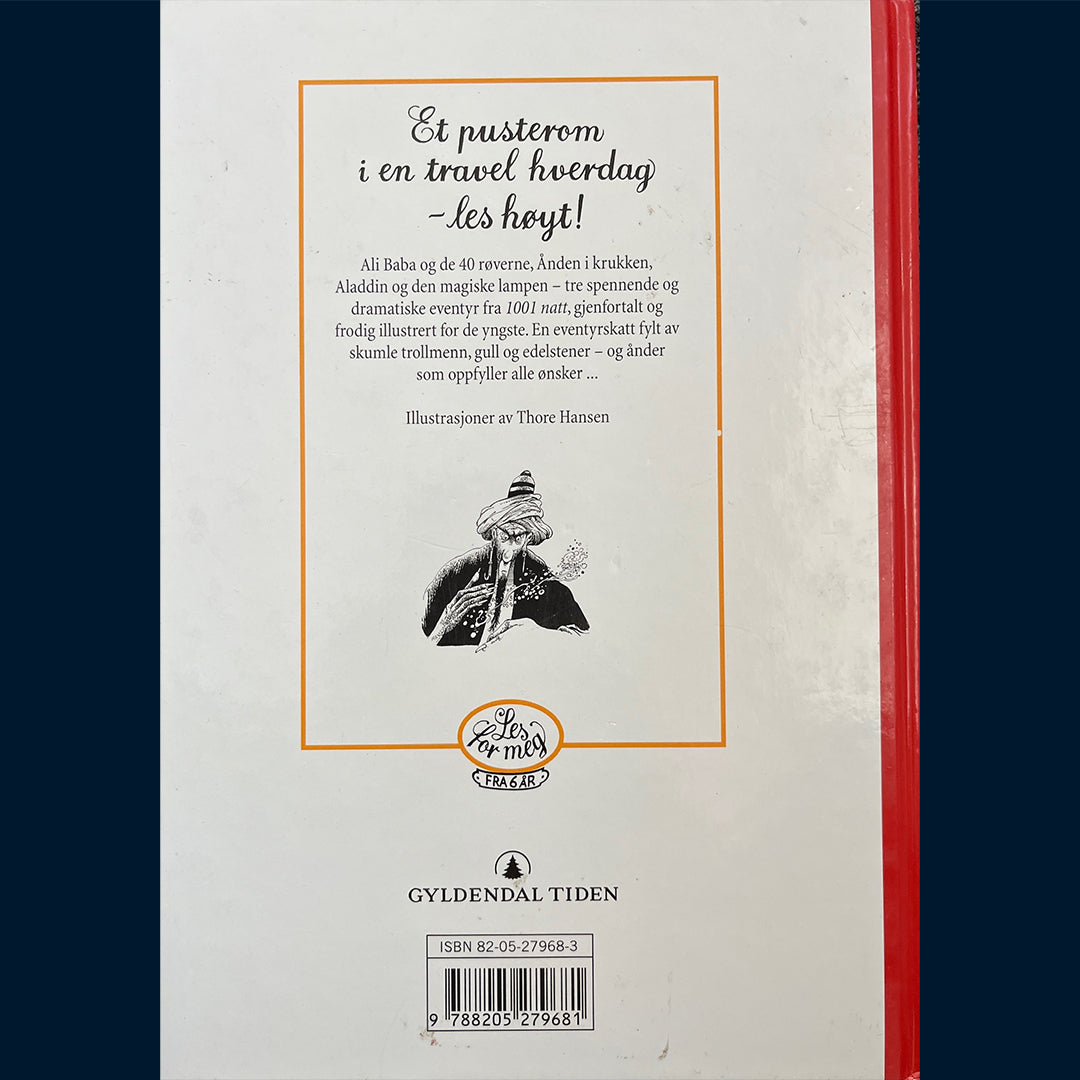 Et pusterom
i en travel hverdag
– les høyt!
Ali Baba og de 40 røverne, Ånden i krukken,
Aladdin og den magiske lampen – tre spennende og
dramatiske eventyr fra 1001 natt, gjenfortalt og
frodig illustrert for de yngste. En eventyrskatt fylt av
skumle trollmenn, gull og edelstener – og ånder
som oppfyller alle ønsker ...
Illustrasjoner av Thore Hansen
Les
for meg
FRA 6 ÅR
GYLDENDAL TIDEN
ISBN 82-05-27968-3
9 788205 279681